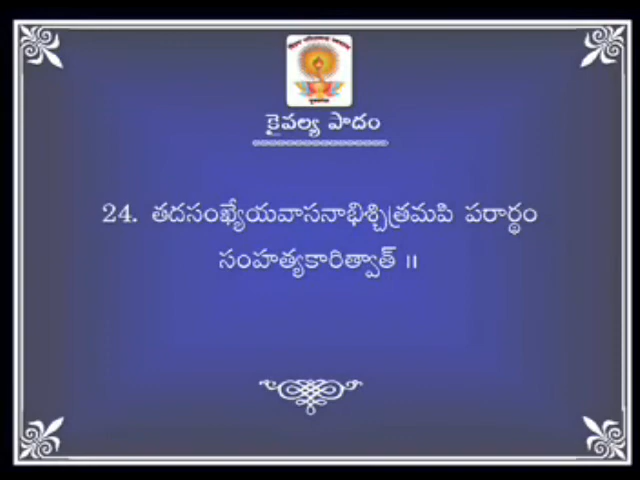 కైవల్య పాదం
24. తదసంఖ్యేయవాసనాభిశ్చిత్రమపి పరార్థం
సంహత్యకారిత్వాత్ ॥